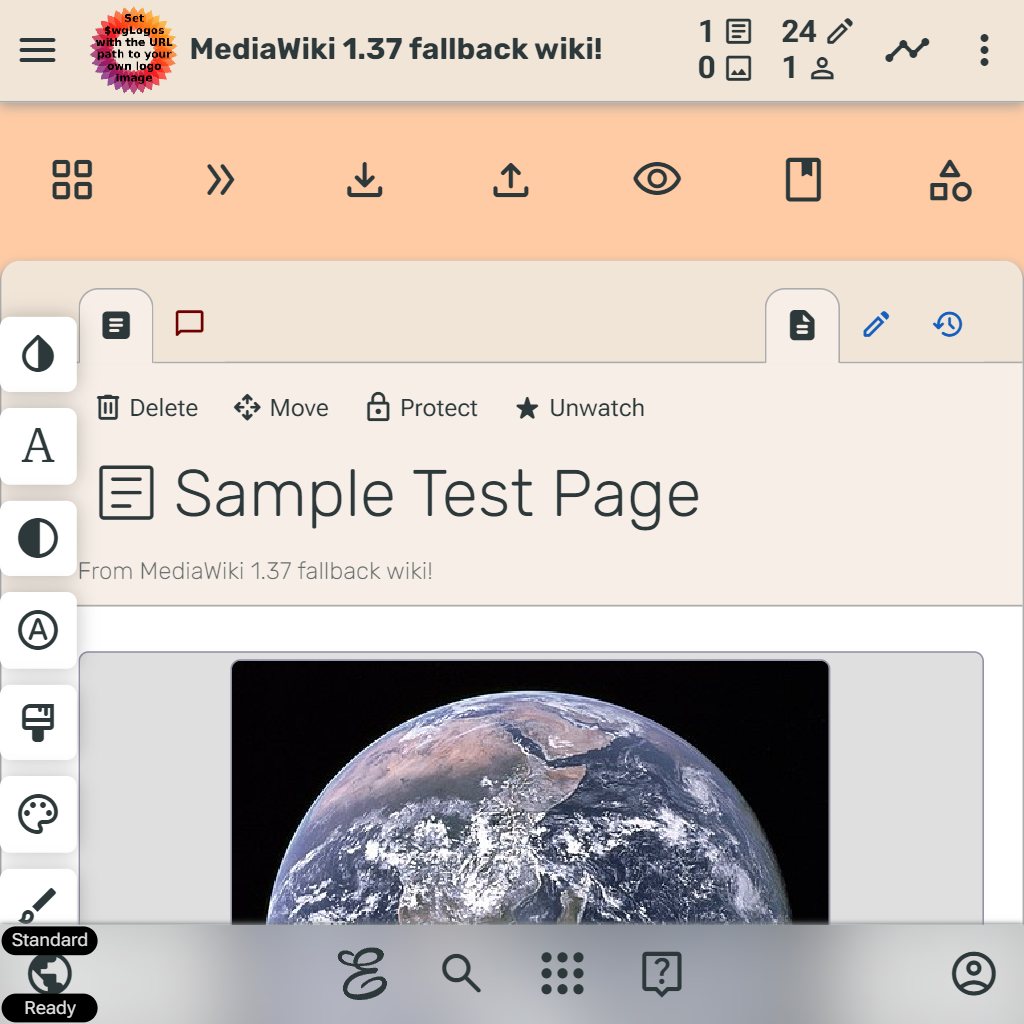 Set
$wgLogos
with the URL
path to your
own logo
image
MediaWiki 1.37 fallback wiki!
1
24
0
1
Delete
Move
Protect
Unwatch
A
Sample Test Page
From MediaWiki 1.37 fallback wiki!
A
Standard
Ready
?